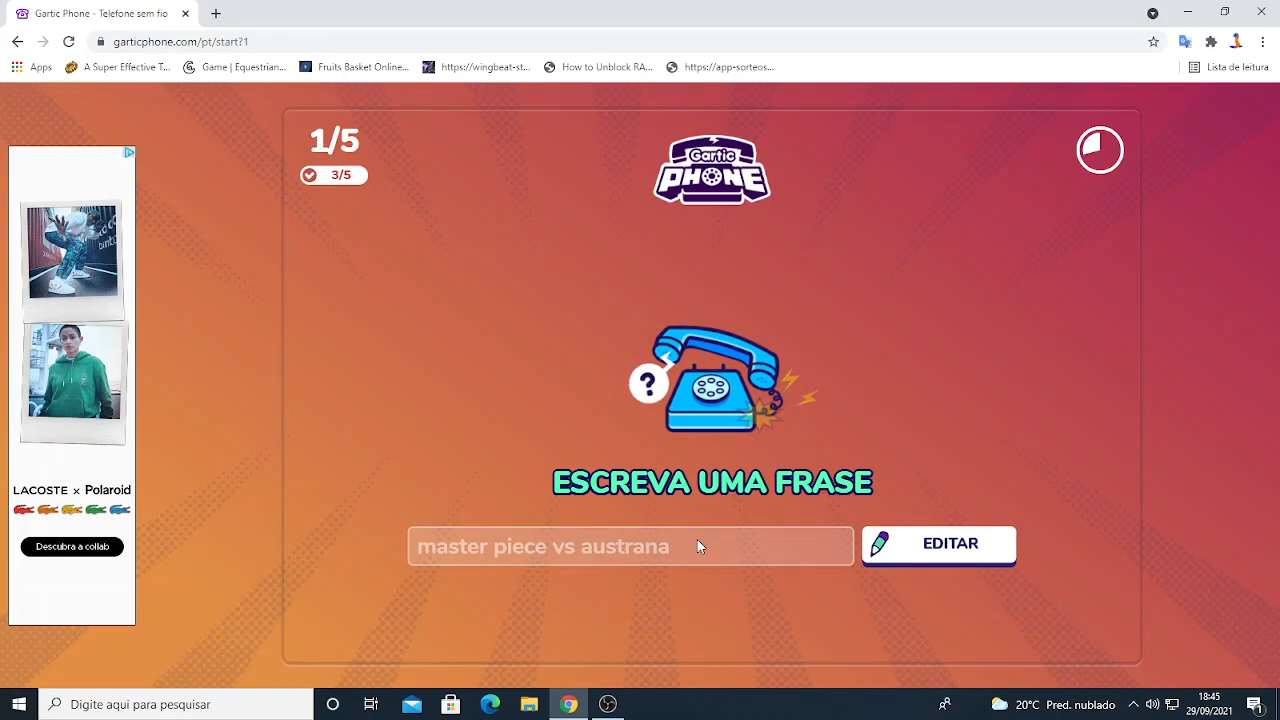 Gartic Phone - Telefone sem fio
garticphone.com/pt/start?1
Apps
A Super Effective T...
Game | Equestrian...
Fruits Basket Online...
https://wingbeat-st...
How to Unblock RA...
https://app-sorteos...
Lista de leitura
1/5
3/5
Gartic
PHONE
?
ESCREVA UMA FRASE
master piece vs austrana
EDITAR
LACOSTE x Polaroid
Descubra a collab
Digite aqui para pesquisar
20°C Pred. nublado
18:45
29/09/2021
1